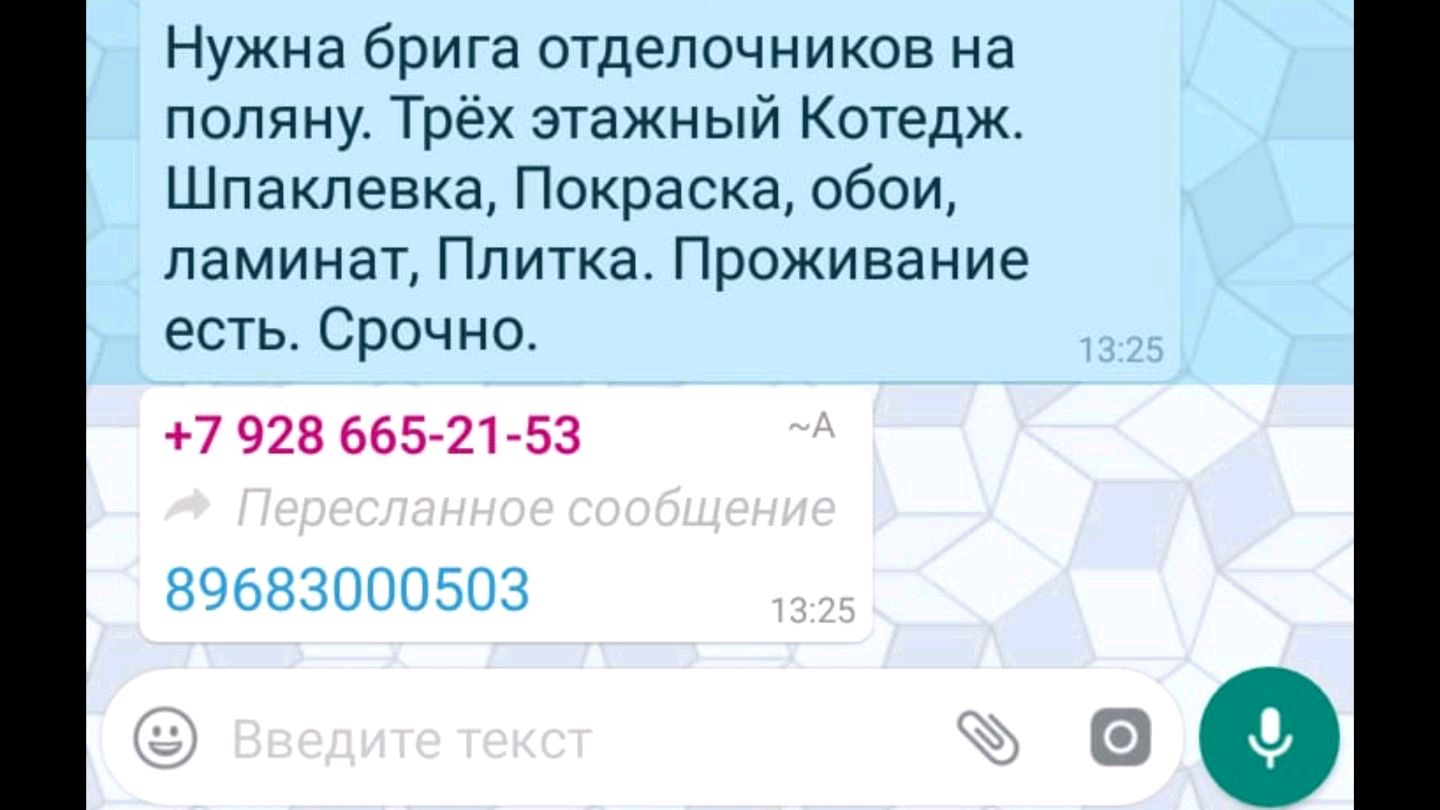 Нужна брига отделочников на
поляну. Трёх этажный Котедж.
Шпаклевка, Покраска, обои,
ламинат, Плитка. Проживание
есть. Срочно.
13:25
+7 928 665-21-53 ~А
Пересланное сообщение
89683000503
13:25
Введите текст